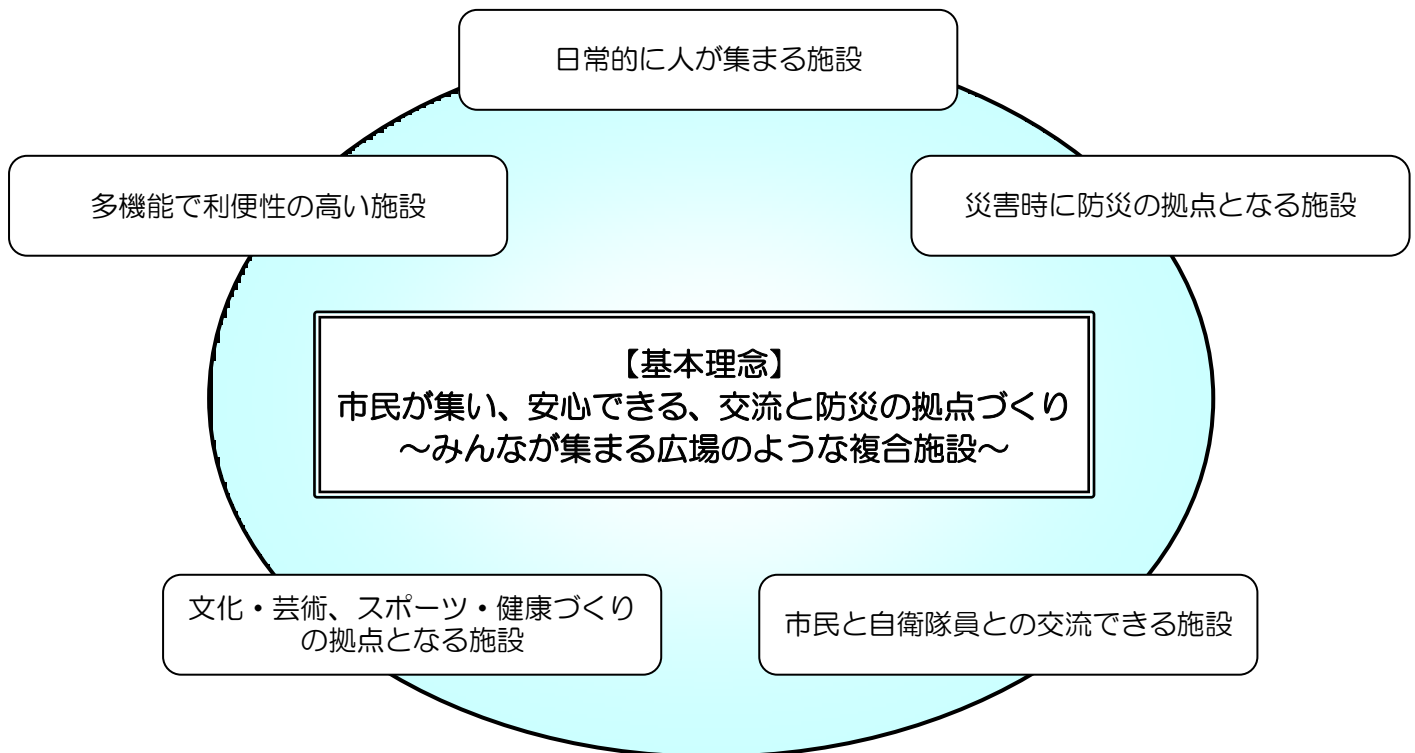 日常的に人が集まる施設
多機能で利便性の高い施設
災害時に防災の拠点となる施設
【基本理念】
市民が集い、安心できる、交流と防災の拠点づくり
～みんなが集まる広場のような複合施設～
文化・芸術、スポーツ・健康づくり
の拠点となる施設
市民と自衛隊員との交流できる施設